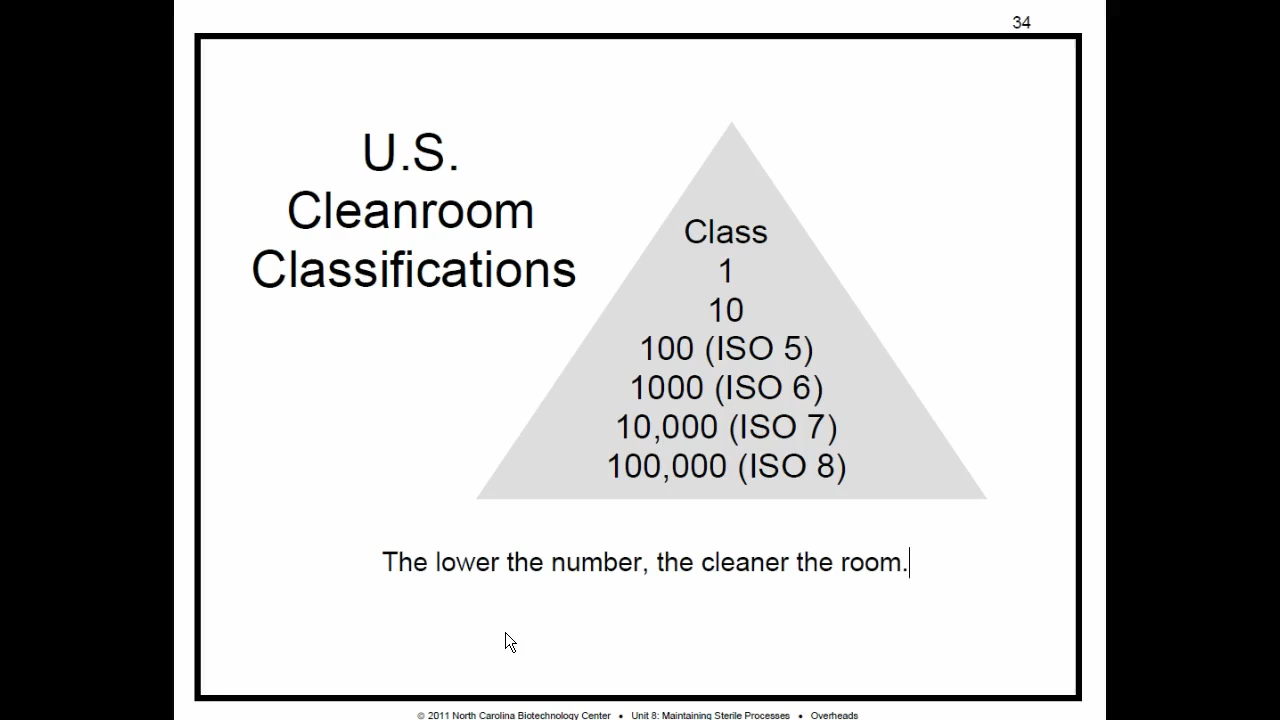 34
U.S.
Cleanroom
Classifications
Class
1
10
100 (ISO 5)
1000 (ISO 6)
10,000 (ISO 7)
100,000 (ISO 8)
The lower the number, the cleaner the room.
© 2011 North Carolina Biotechnology Center • Unit 8: Maintaining Sterile Processes • Overheads